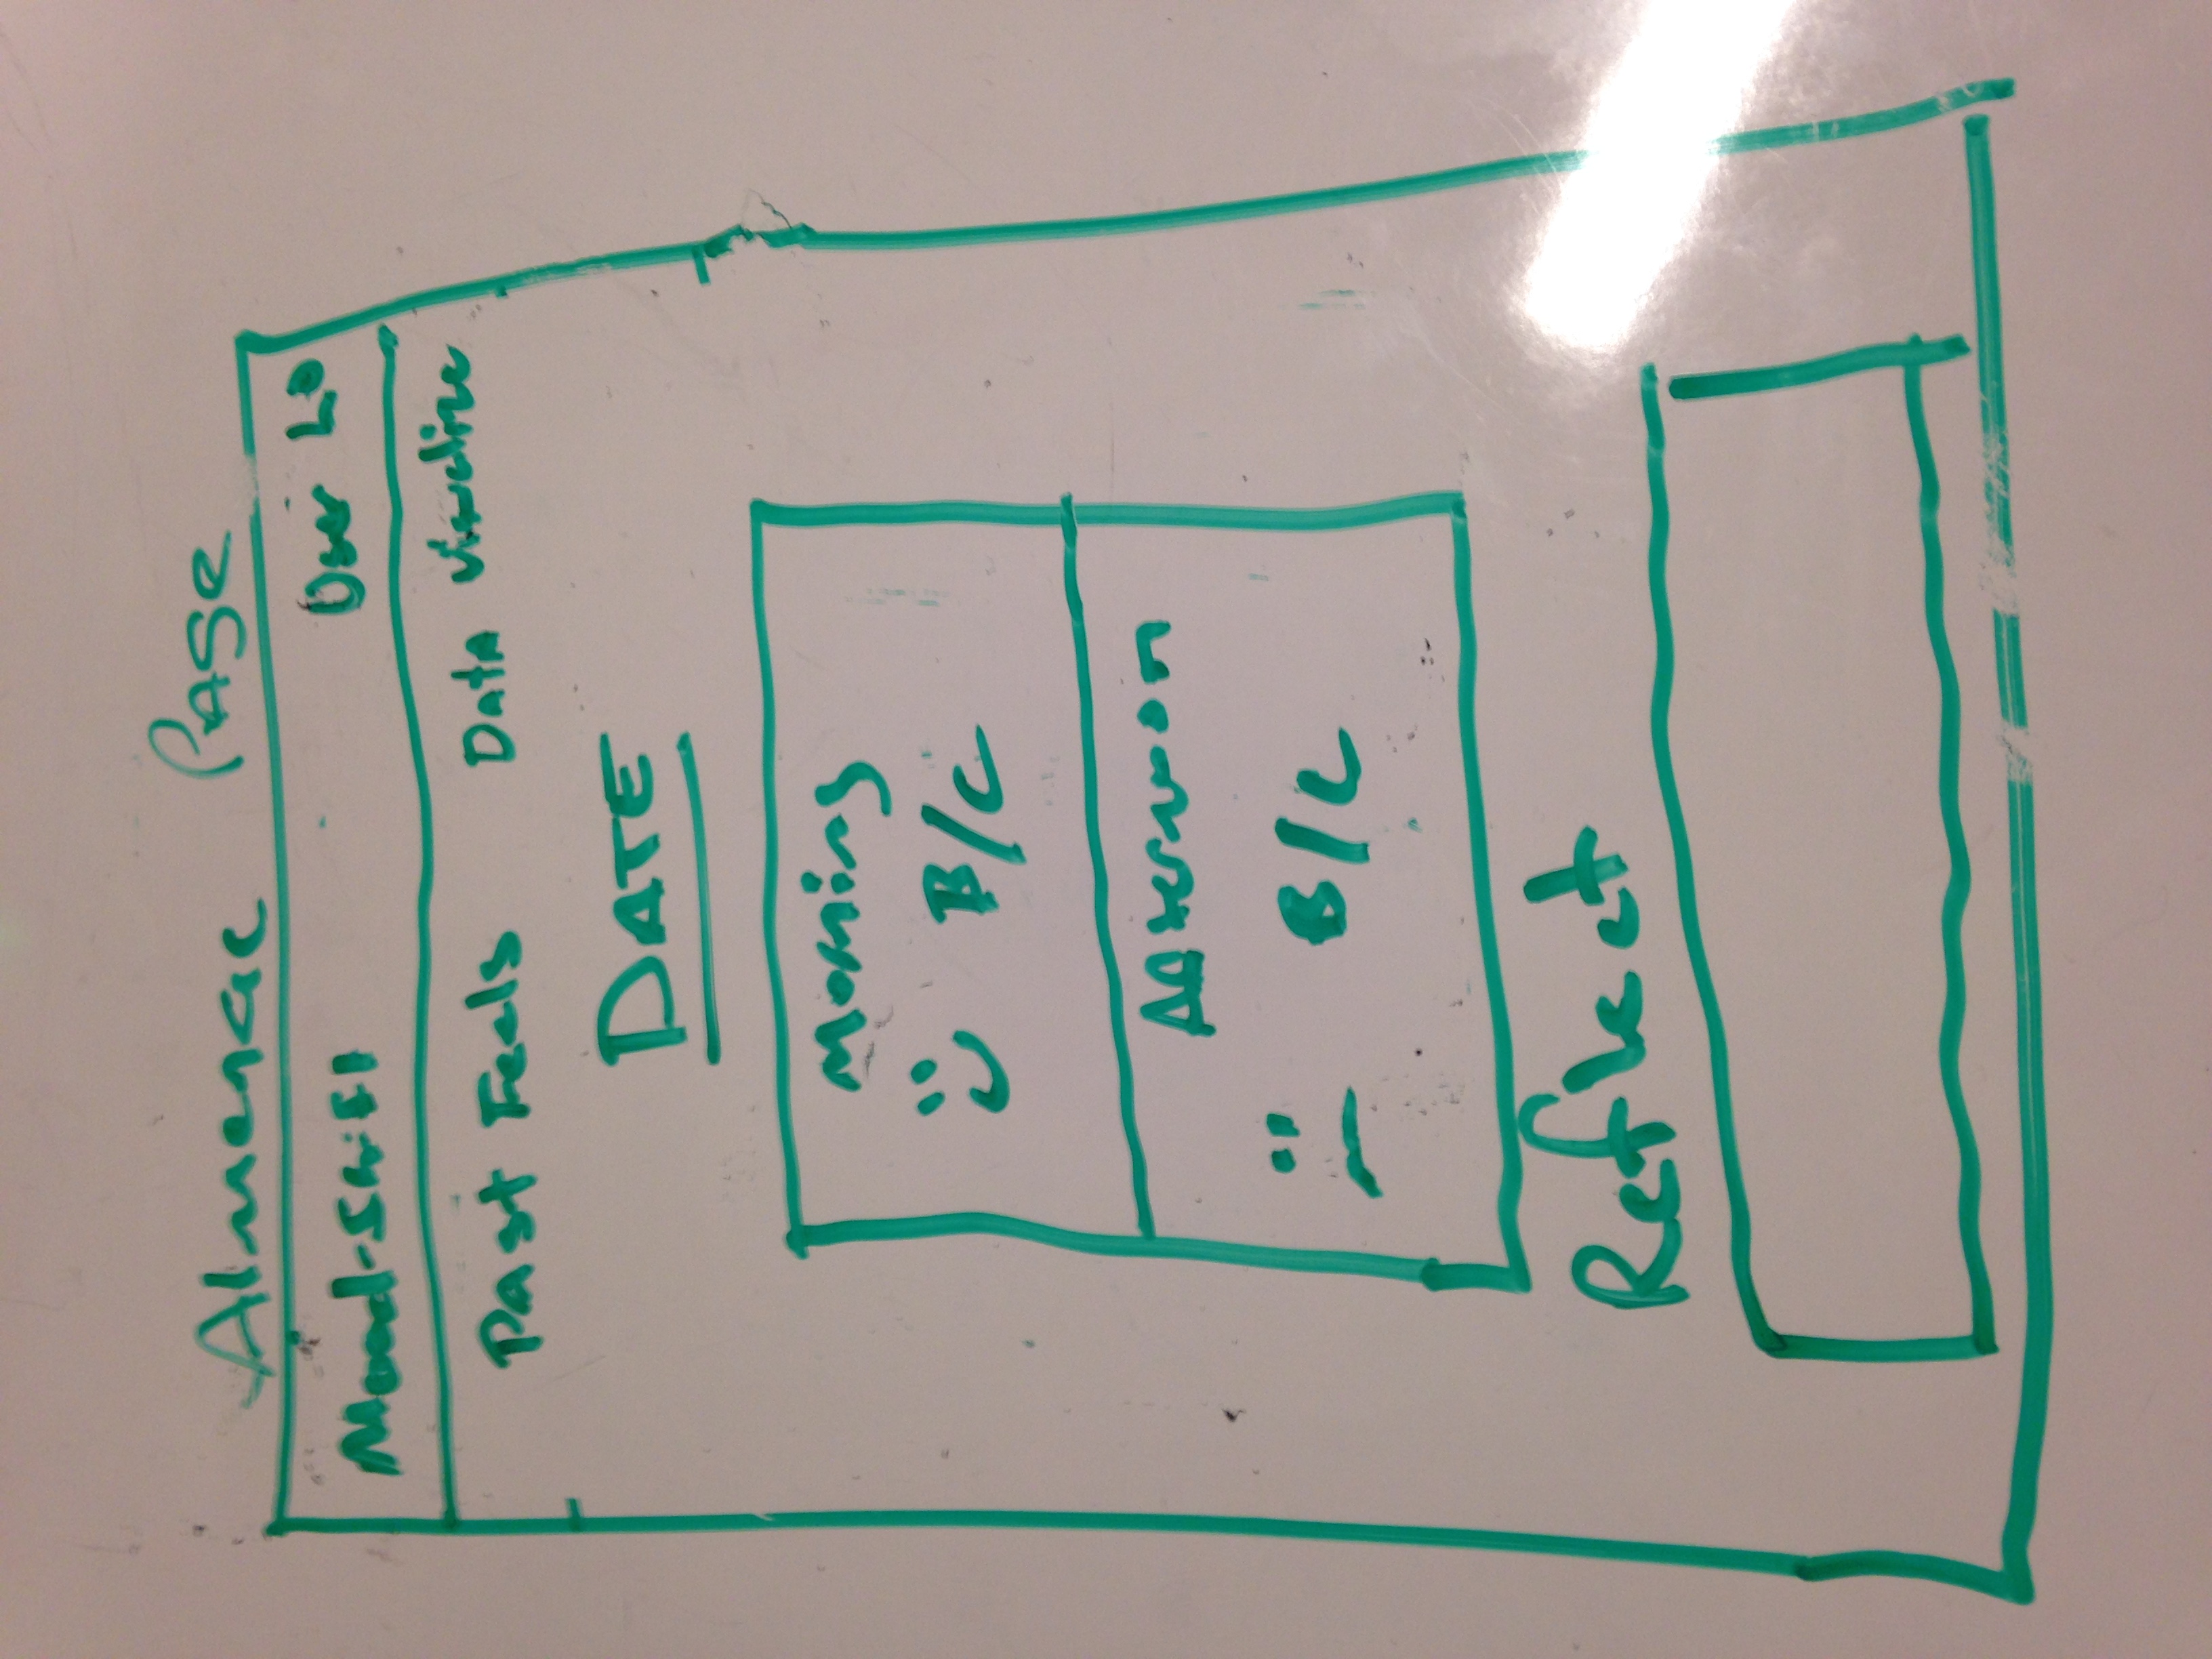 Almanac Page
Mood-Shift User LO
Past Feels Data Visualize
DATE
Morning
B/C
Afternoon
B/C
Reflect